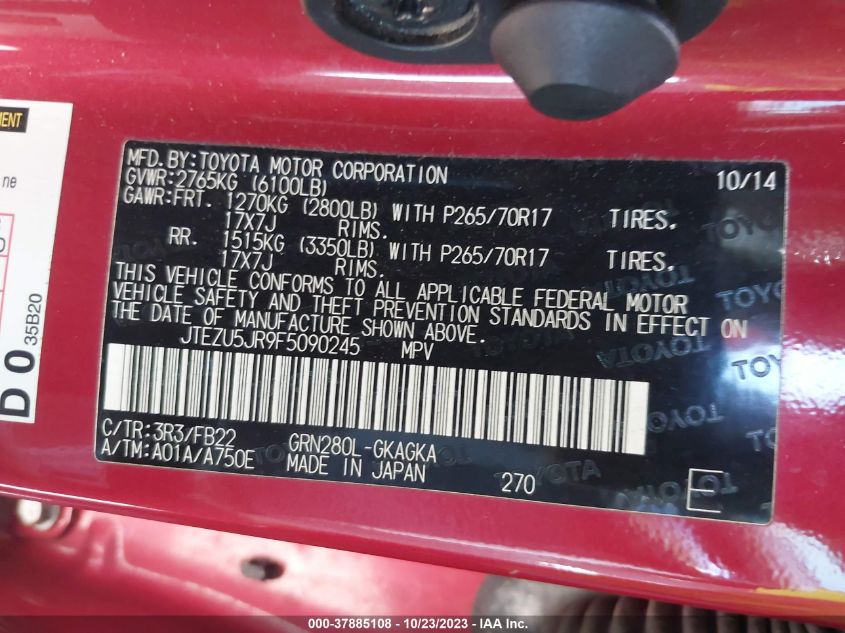 MENT
ne
D 0 35B20
MFD.BY:TOYOTA MOTOR CORPORATION 10/14
GVWR:2765KG (6100LB)
GAWR:FRT. 1270KG (2800LB) WITH P265/70R17 TIRES,
17X7J RIMS.
RR. 1515KG (3350LB) WITH P265/70R17 TIRES,
17X7J RIMS.
THIS VEHICLE CONFORMS TO ALL APPLICABLE FEDERAL MOTOR
VEHICLE SAFETY AND THEFT PREVENTION STANDARDS IN EFFECT ON
THE DATE OF MANUFACTURE SHOWN ABOVE.
JTEZU5JR9F5090245 MPV
C/TR:3R3/FB22 GRN280L-GKAGKA
A/TM:A01A/A750E MADE IN JAPAN 270 E
TOYOTA
000-37885108 - 10/23/2023 - © IAA Inc.